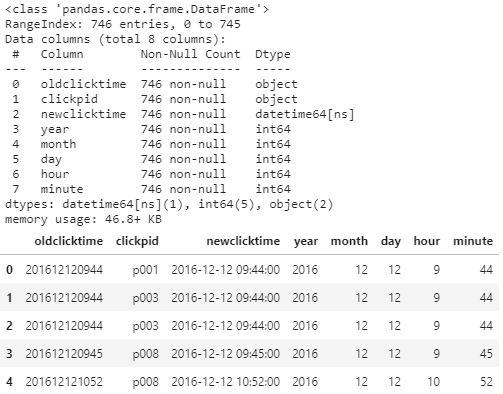 <class 'pandas.core.frame.DataFrame'>
RangeIndex: 746 entries, 0 to 745
Data columns (total 8 columns):
 #   Column        Non-Null Count  Dtype
---  ------        --------------  -----
 0   oldclicktime  746 non-null    object
 1   clickpid      746 non-null    object
 2   newclicktime  746 non-null    datetime64[ns]
 3   year          746 non-null    int64
 4   month         746 non-null    int64
 5   day           746 non-null    int64
 6   hour          746 non-null    int64
 7   minute        746 non-null    int64
dtypes: datetime64[ns](1), int64(5), object(2)
memory usage: 46.8+ KB
oldclicktime clickpid newclicktime year month day hour minute
0 201612120944 p001 2016-12-12 09:44:00 2016 12 12 9 44
1 201612120944 p003 2016-12-12 09:44:00 2016 12 12 9 44
2 201612120944 p003 2016-12-12 09:44:00 2016 12 12 9 44
3 201612120945 p008 2016-12-12 09:45:00 2016 12 12 9 45
4 201612121052 p008 2016-12-12 10:52:00 2016 12 12 10 52